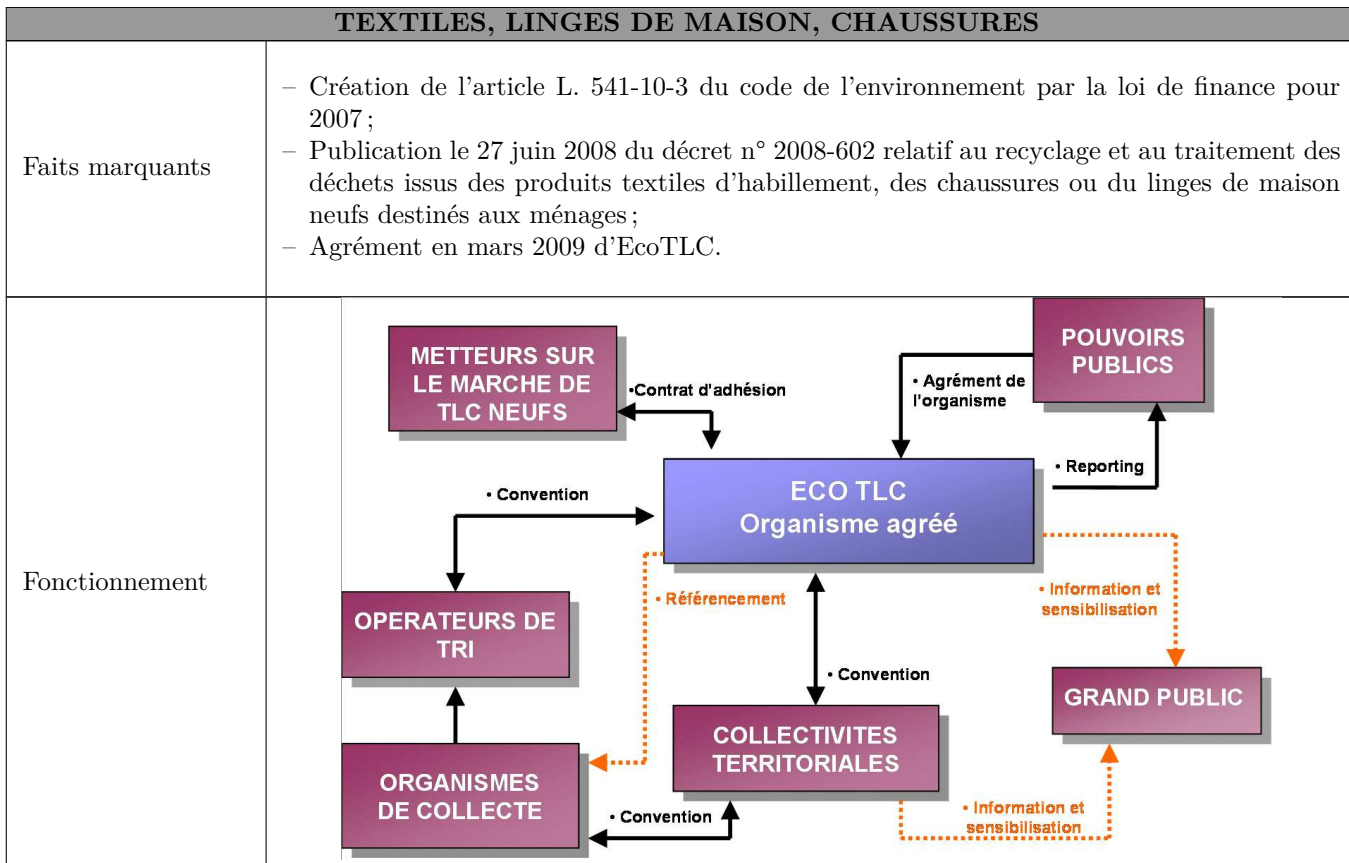 TEXTILES, LINGES DE MAISON, CHAUSSURES
Faits marquants
– Création de l'article L. 541-10-3 du code de l'environnement par la loi de finance pour
2007 ;
– Publication le 27 juin 2008 du décret n° 2008-602 relatif au recyclage et au traitement des
déchets issus des produits textiles d'habillement, des chaussures ou du linges de maison
neufs destinés aux ménages ;
– Agrément en mars 2009 d'EcoTLC.
Fonctionnement
METTEURS SUR
LE MARCHE DE
TLC NEUFS
•Contrat d'adhésion
• Agrément de
l'organisme
POUVOIRS
PUBLICS
• Reporting
• Convention
ECO TLC
Organisme agréé
• Référencement
• Information et
sensibilisation
OPERATEURS DE
TRI
• Convention
GRAND PUBLIC
COLLECTIVITES
TERRITORIALES
ORGANISMES
DE COLLECTE
• Convention
• Information et
sensibilisation